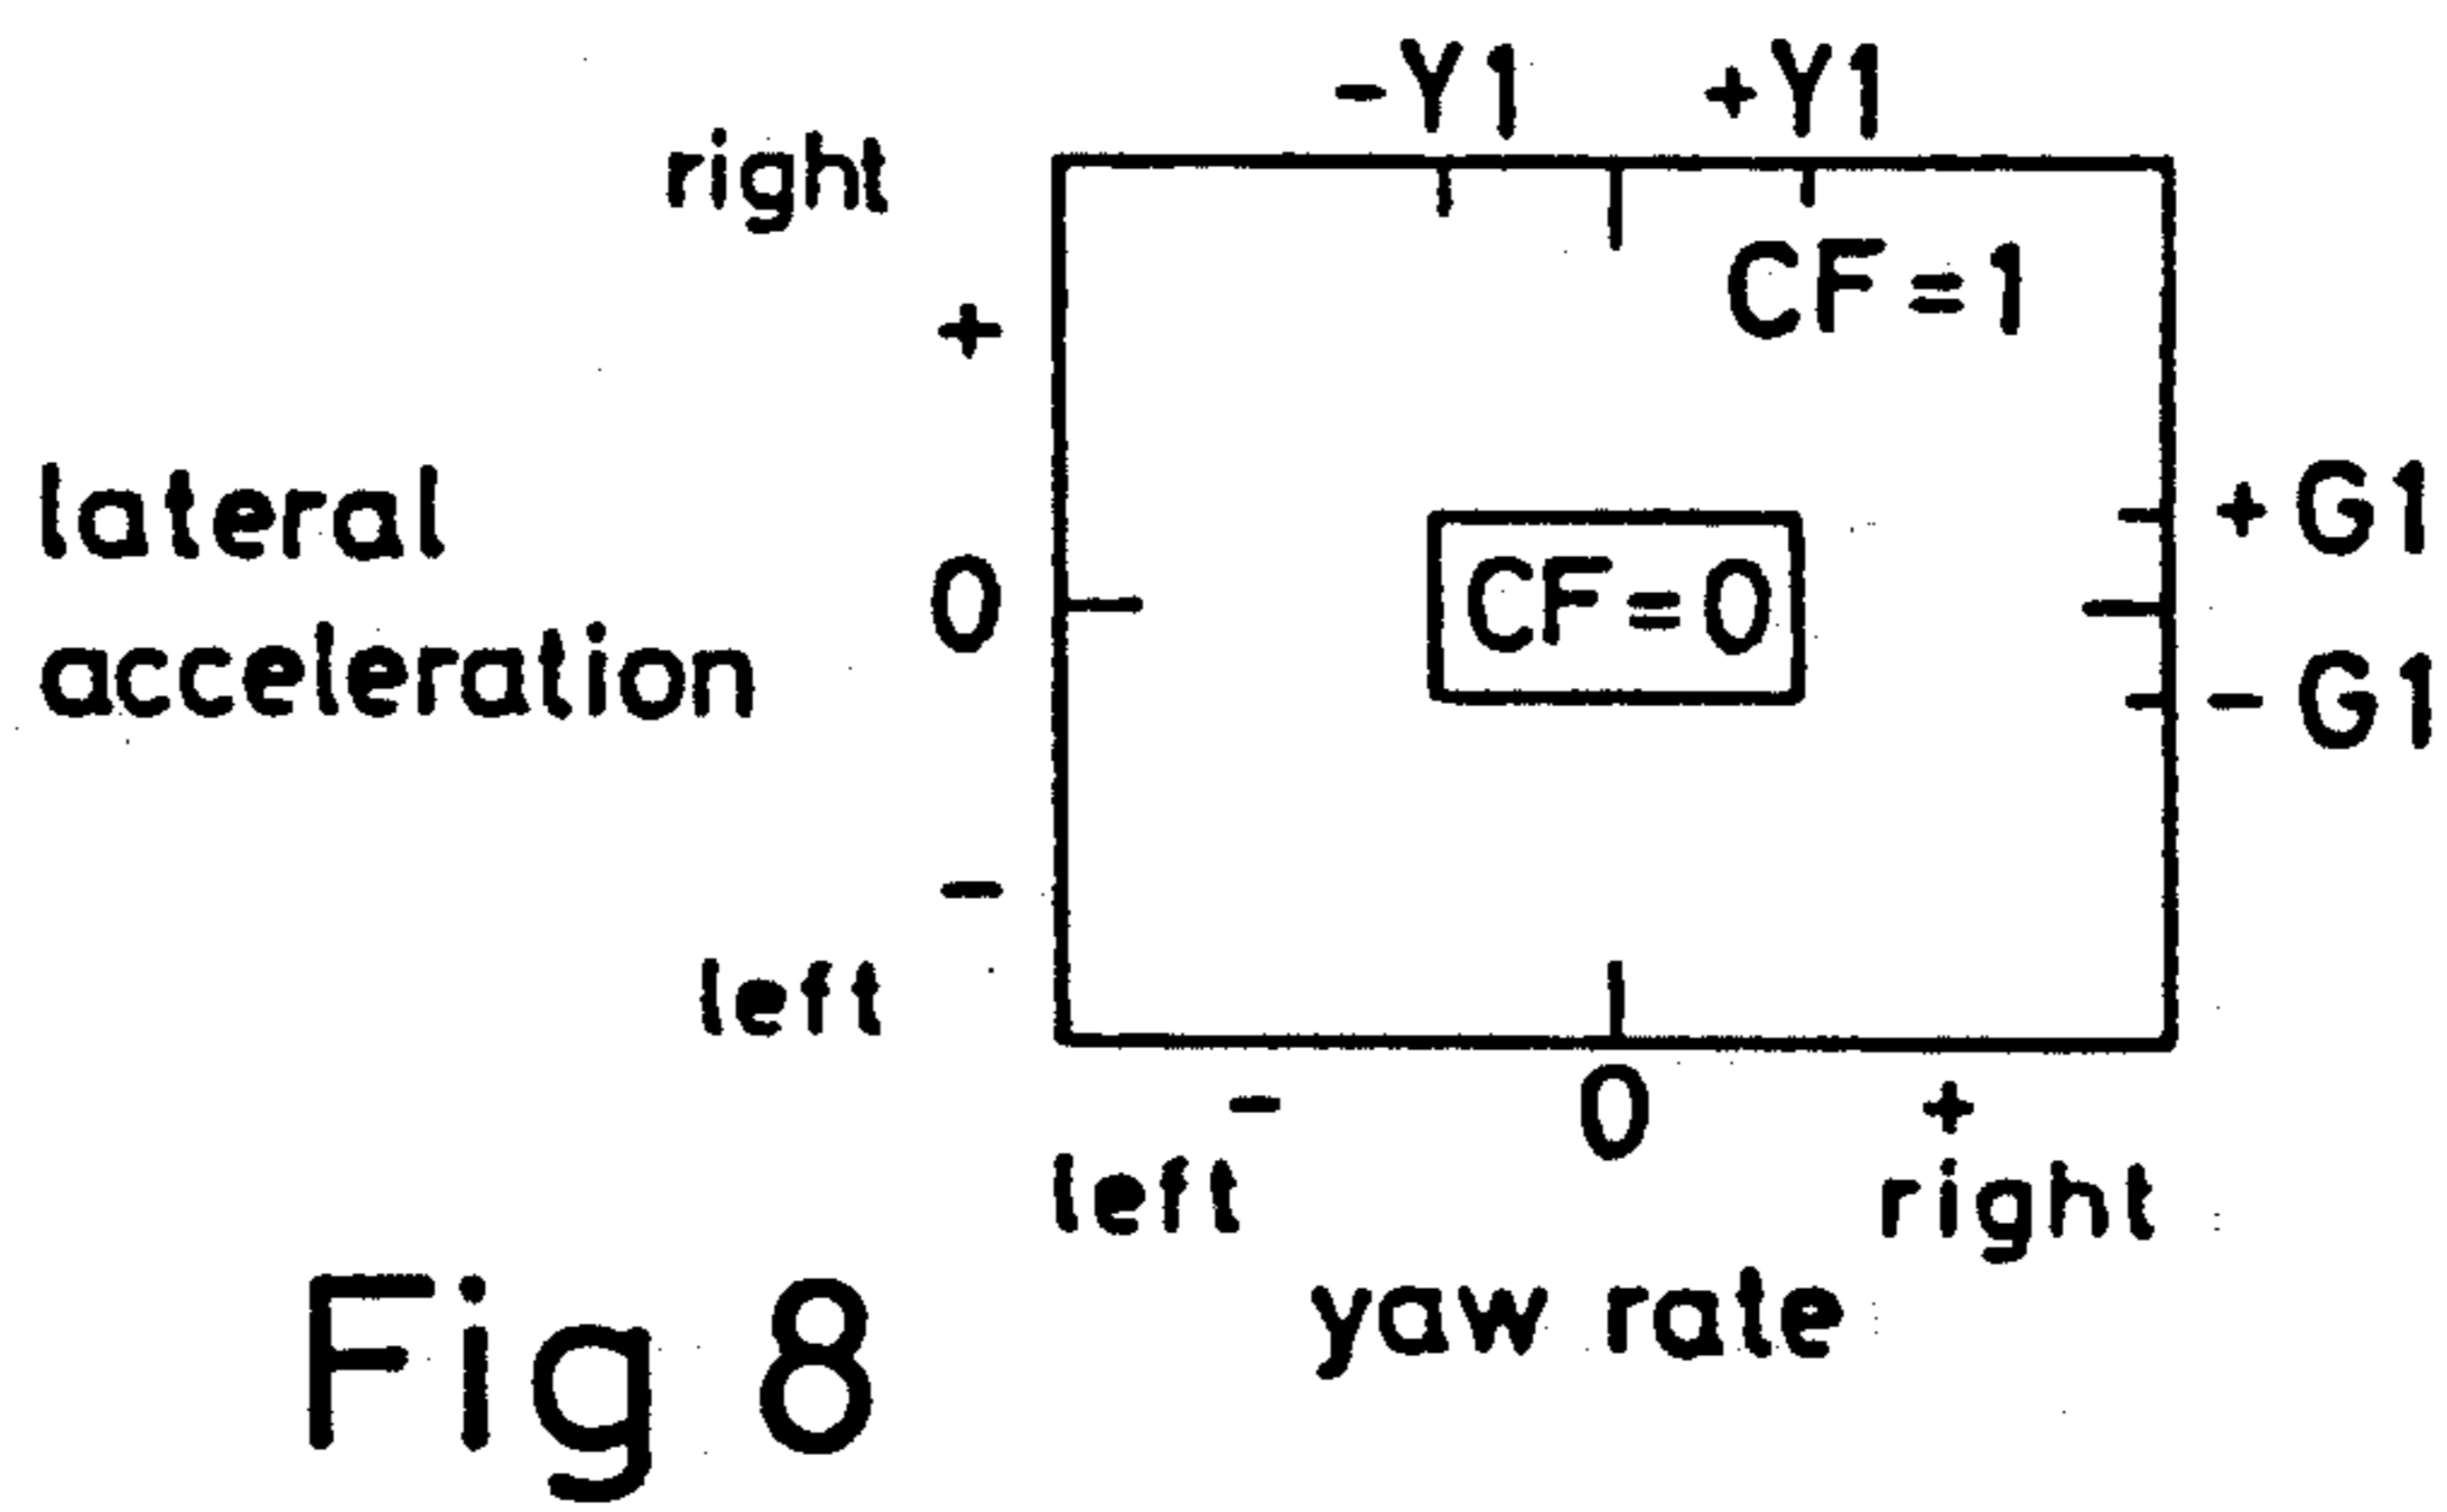 -Y1 +Y1
right
CF=1
+
lateral
acceleration
0
CF=0
+G1
-G1
-
left
- 0 +
left right
yaw rate
Fig 8